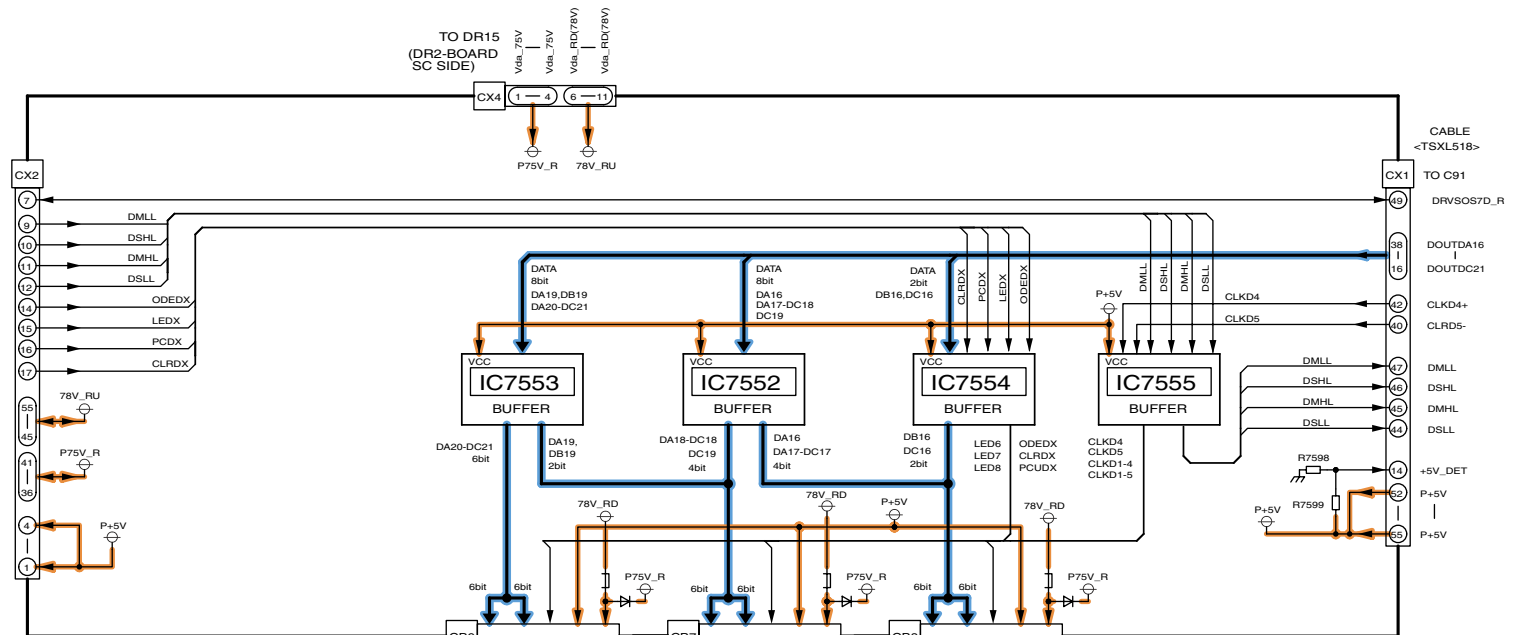 TO DR15
(DR2-BOARD
SC SIDE)
Vda_75V
Vda_75V
Vda_RD(78V)
Vda_RD(78V)
CX4
1 4
6 11
P75V_R
78V_RU
CABLE
<TSXL518>
CX2
CX1
TO C91
7
49
DRVSOS7D_R
9
DMLL
10
DSHL
11
DMHL
12
DSLL
14
ODEDX
15
LEDX
16
PCDX
17
CLRDX
38
16
DOUTDA16
DOUTDC21
DATA
8bit
DA19,DB19
DA20-DC21
DATA
8bit
DA16
DA17-DC18
DC19
DATA
2bit
DB16,DC16
CLRDX
PCDX
LEDX
ODEDX
DMLL
DSHL
DMHL
DSLL
P+5V
CLKD4
42
CLKD4+
CLKD5
40
CLRD5-
VCC
IC7553
BUFFER
VCC
IC7552
BUFFER
VCC
IC7554
BUFFER
VCC
IC7555
BUFFER
DMLL
47
DMLL
DSHL
46
DSHL
DMHL
45
DMHL
DSLL
44
DSLL
55
45
78V_RU
41
36
P75V_R
4
1
P+5V
DA20-DC21
6bit
DA19,
DB19
2bit
DA18-DC18
DC19
4bit
DA16
DA17-DC17
4bit
DB16
DC16
2bit
LED6
LED7
LED8
ODEDX
CLRDX
PCUDX
CLKD4
CLKD5
CLKD1-4
CLKD1-5
R7598
14
+5V_DET
R7599
52
P+5V
P+5V
55
P+5V
78V_RD
78V_RD
P+5V
78V_RD
6bit
6bit
P75V_R
6bit
6bit
P75V_R
6bit
6bit
P75V_R